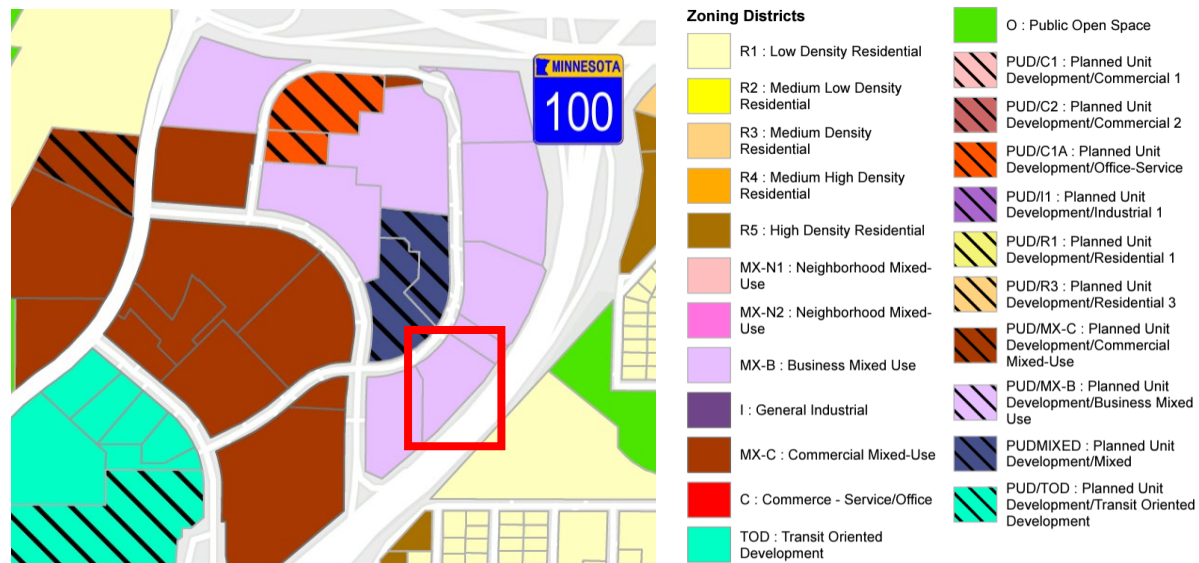 MINNESOTA
100
Zoning Districts
R1 : Low Density Residential
R2 : Medium Low Density
Residential
R3 : Medium Density
Residential
R4 : Medium High Density
Residential
R5 : High Density Residential
MX-N1 : Neighborhood Mixed-
Use
MX-N2 : Neighborhood Mixed-
Use
MX-B : Business Mixed Use
I : General Industrial
MX-C : Commercial Mixed-Use
C : Commerce - Service/Office
TOD : Transit Oriented
Development
O : Public Open Space
PUD/C1 : Planned Unit
Development/Commercial 1
PUD/C2 : Planned Unit
Development/Commercial 2
PUD/C1A : Planned Unit
Development/Office-Service
PUD/I1 : Planned Unit
Development/Industrial 1
PUD/R1 : Planned Unit
Development/Residential 1
PUD/R3 : Planned Unit
Development/Residential 3
PUD/MX-C : Planned Unit
Development/Commercial
Mixed-Use
PUD/MX-B : Planned Unit
Development/Business Mixed
Use
PUDMIXED : Planned Unit
Development/Mixed
PUD/TOD : Planned Unit
Development/Transit Oriented
Development